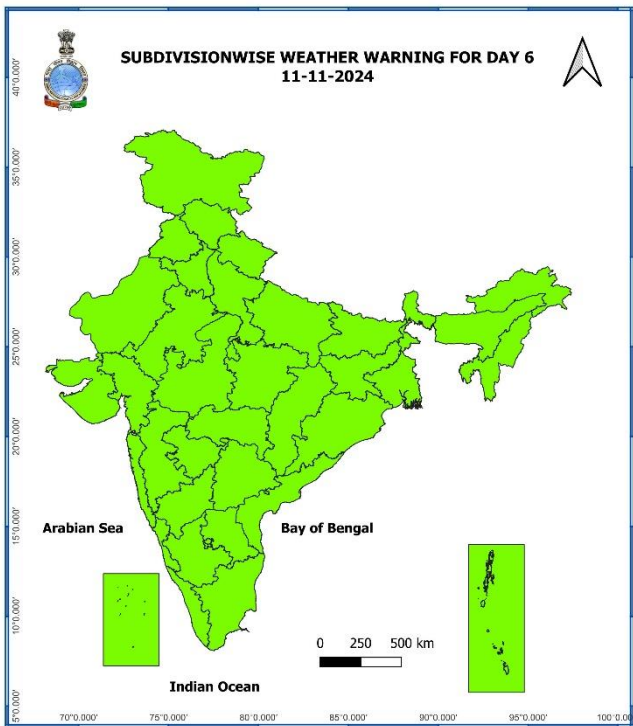 SUBDIVISIONWISE WEATHER WARNING FOR DAY 6
11-11-2024
40°0.000'
35°0.000'
30°0.000'
25°0.000'
20°0.000'
15°0.000'
10°0.000'
5°0.000'
Arabian Sea
Bay of Bengal
0 250 500 km
Indian Ocean
70°0.000' 75°0.000' 80°0.000' 85°0.000' 90°0.000' 95°0.000' 100°0.0